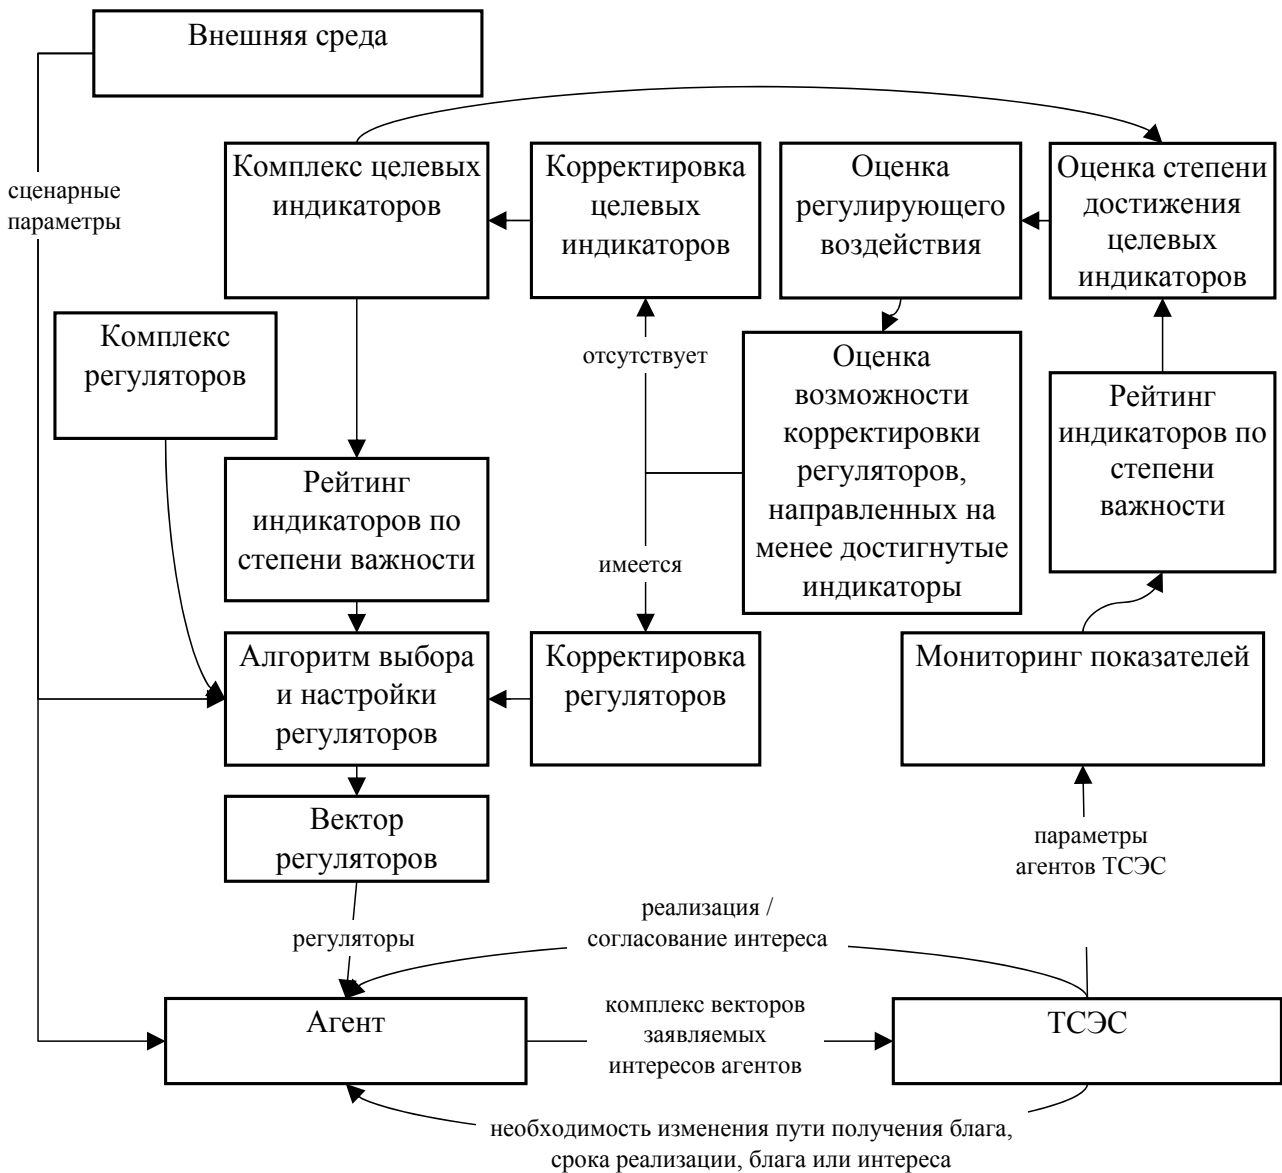 Внешняя среда
сценарные
параметры
Комплекс целевых
индикаторов
Корректировка
целевых
индикаторов
Оценка
регулирующего
воздействия
Оценка степени
достижения
целевых
индикаторов
Комплекс
регуляторов
отсутствует
Оценка
возможности
корректировки
регуляторов,
направленных на
менее достигнутые
индикаторы
Рейтинг
индикаторов по
степени
важности
Рейтинг
индикаторов по
степени важности
имеется
Алгоритм выбора
и настройки
регуляторов
Корректировка
регуляторов
Мониторинг показателей
Вектор
регуляторов
параметры
агентов ТСЭС
регуляторы
реализация /
согласование интереса
Агент
комплекс векторов
заявляемых
интересов агентов
ТСЭС
необходимость изменения пути получения блага,
срока реализации, блага или интереса